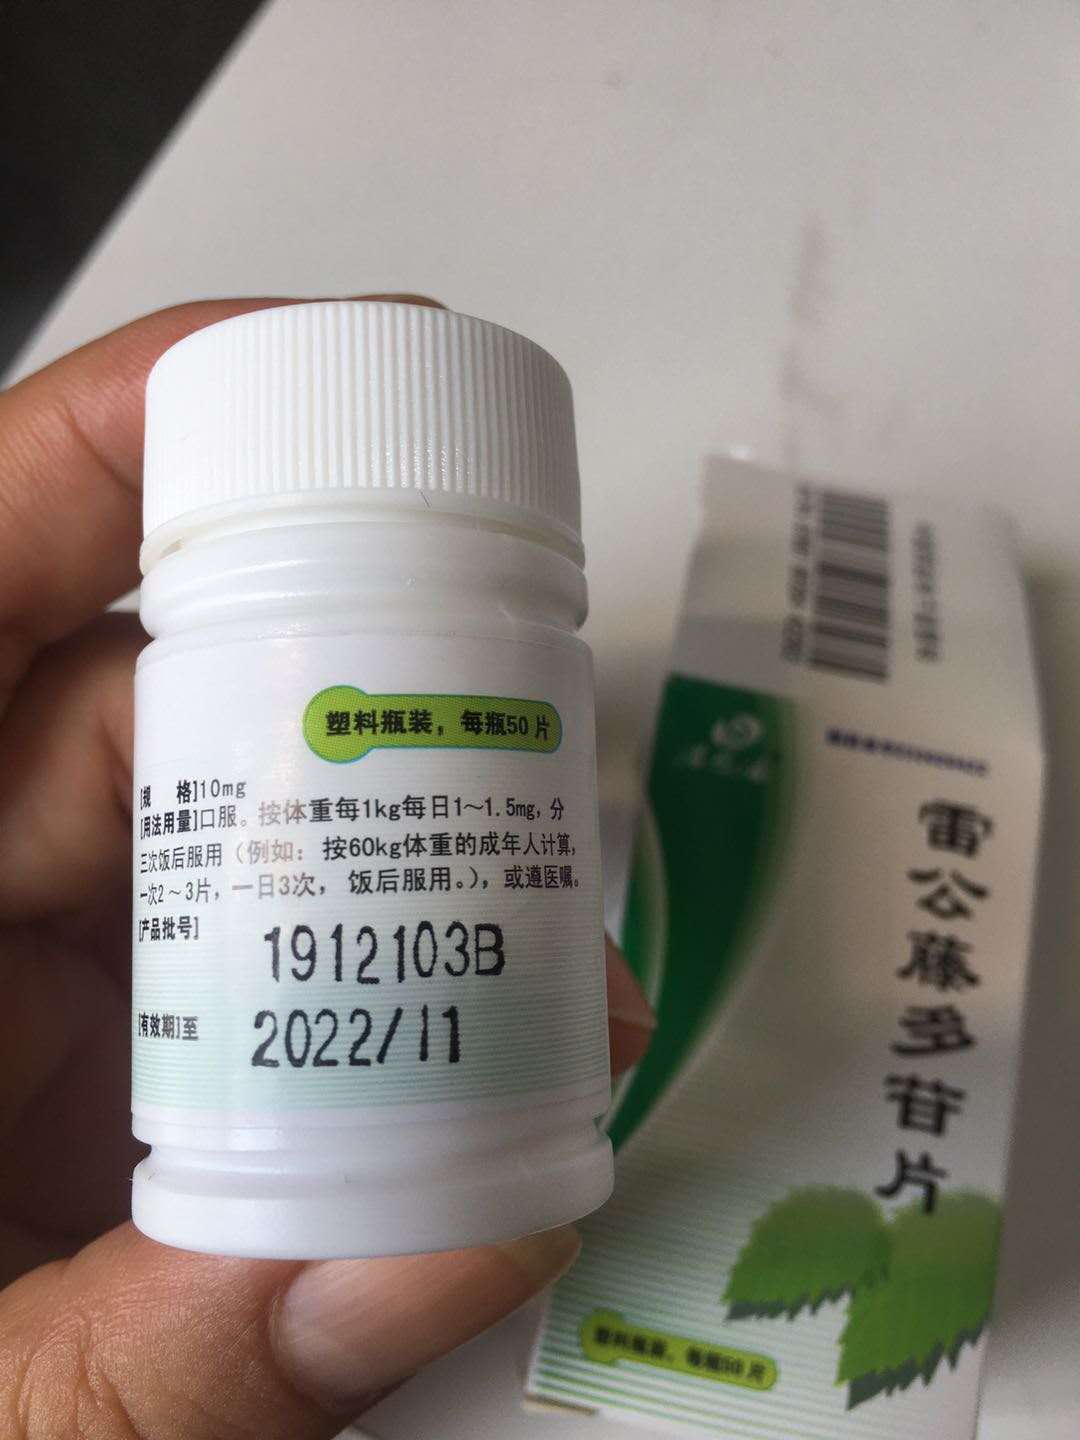 塑料瓶装，每瓶50片
[规 格]10mg
[用法用量]口服。按体重每1kg每日1～1.5mg，分
三次饭后服用（例如：按60kg体重的成年人计算，
一次2～3片，一日3次，饭后服用。），或遵医嘱。
[产品批号]
1912103B
[有效期]至
2022/11
雷公藤多苷片
塑料瓶装，每瓶50片